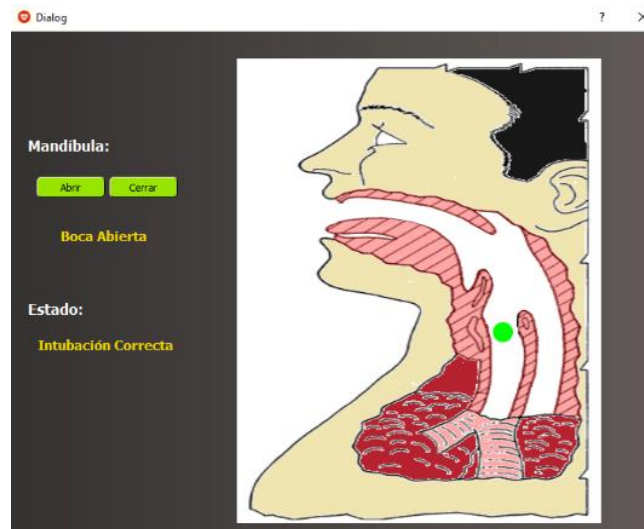 Dialog
?
Mandíbula:
Abrir
Cerrar
Boca Abierta
Estado:
Intubación Correcta